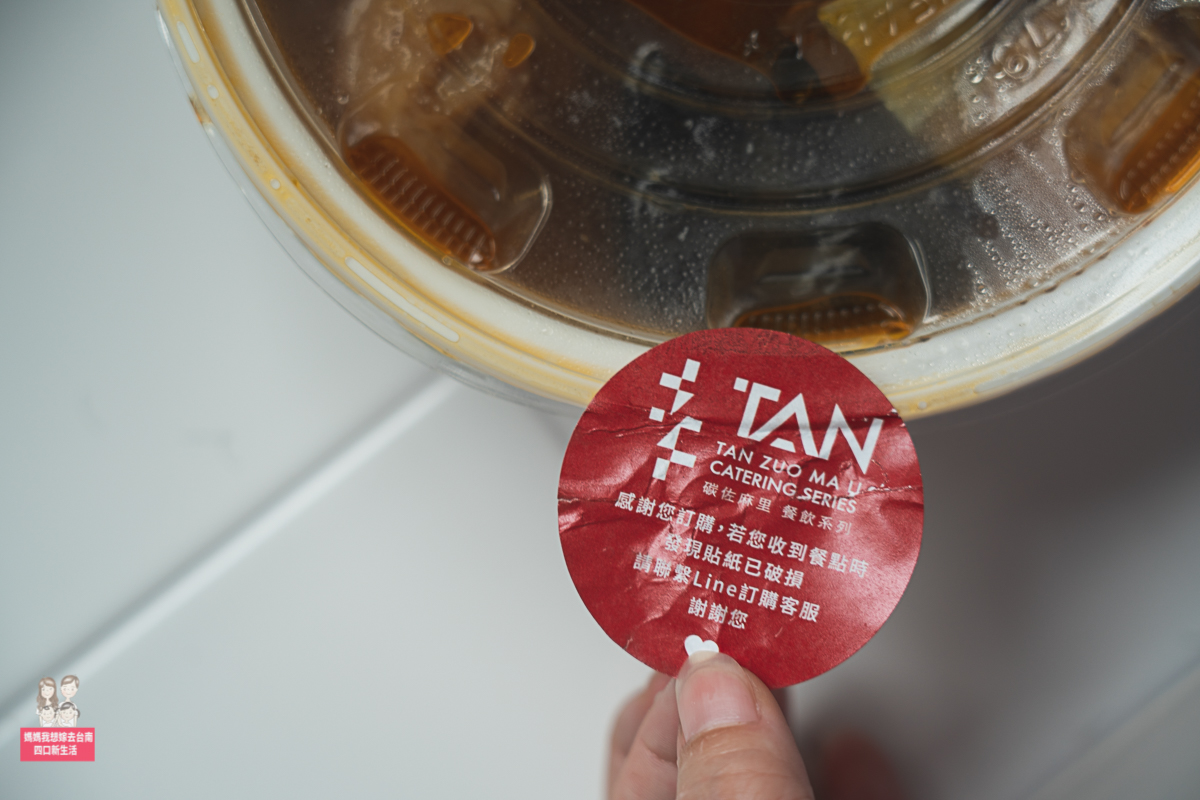 TAN
TAN ZUO MA LI
CATERING SERIES
碳佐麻里 餐飲系列
感謝您訂購,若您收到餐點時
發現貼紙已破損
請聯繫Line訂購客服
謝謝您
媽媽我想嫁去台南
四口新生活